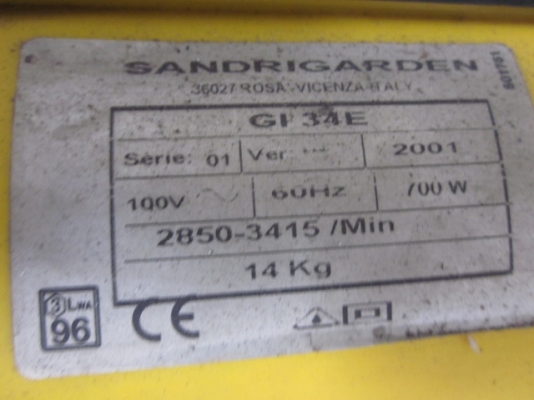 SANDRIGARDEN
36027 ROSA'-VICENZA-ITALY
GI 34E
Serie: 01 Ver: --- 2001
100V ~ 60Hz 700 W
2850-3415 /Min
14 Kg
LWA
96
CE